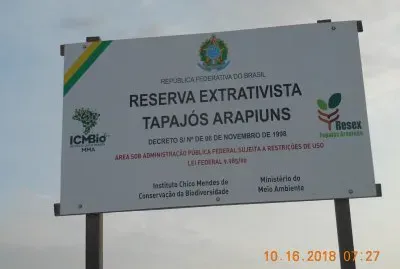 REPÚBLICA FEDERATIVA DO BRASIL
RESERVA EXTRATIVISTA
TAPAJÓS ARAPIUNS
DECRETO S/ Nº DE 06 DE NOVEMBRO DE 1998
ÁREA SOB ADMINISTRAÇÃO PÚBLICA FEDERAL SUJEITA A RESTRIÇÕES DE USO
LEI FEDERAL 9.985/00
ICMBio
MMA
Resex
Tapajós Arapiuns
Instituto Chico Mendes de
Conservação da Biodiversidade
Ministério do
Meio Ambiente
10.16.2018 07:27